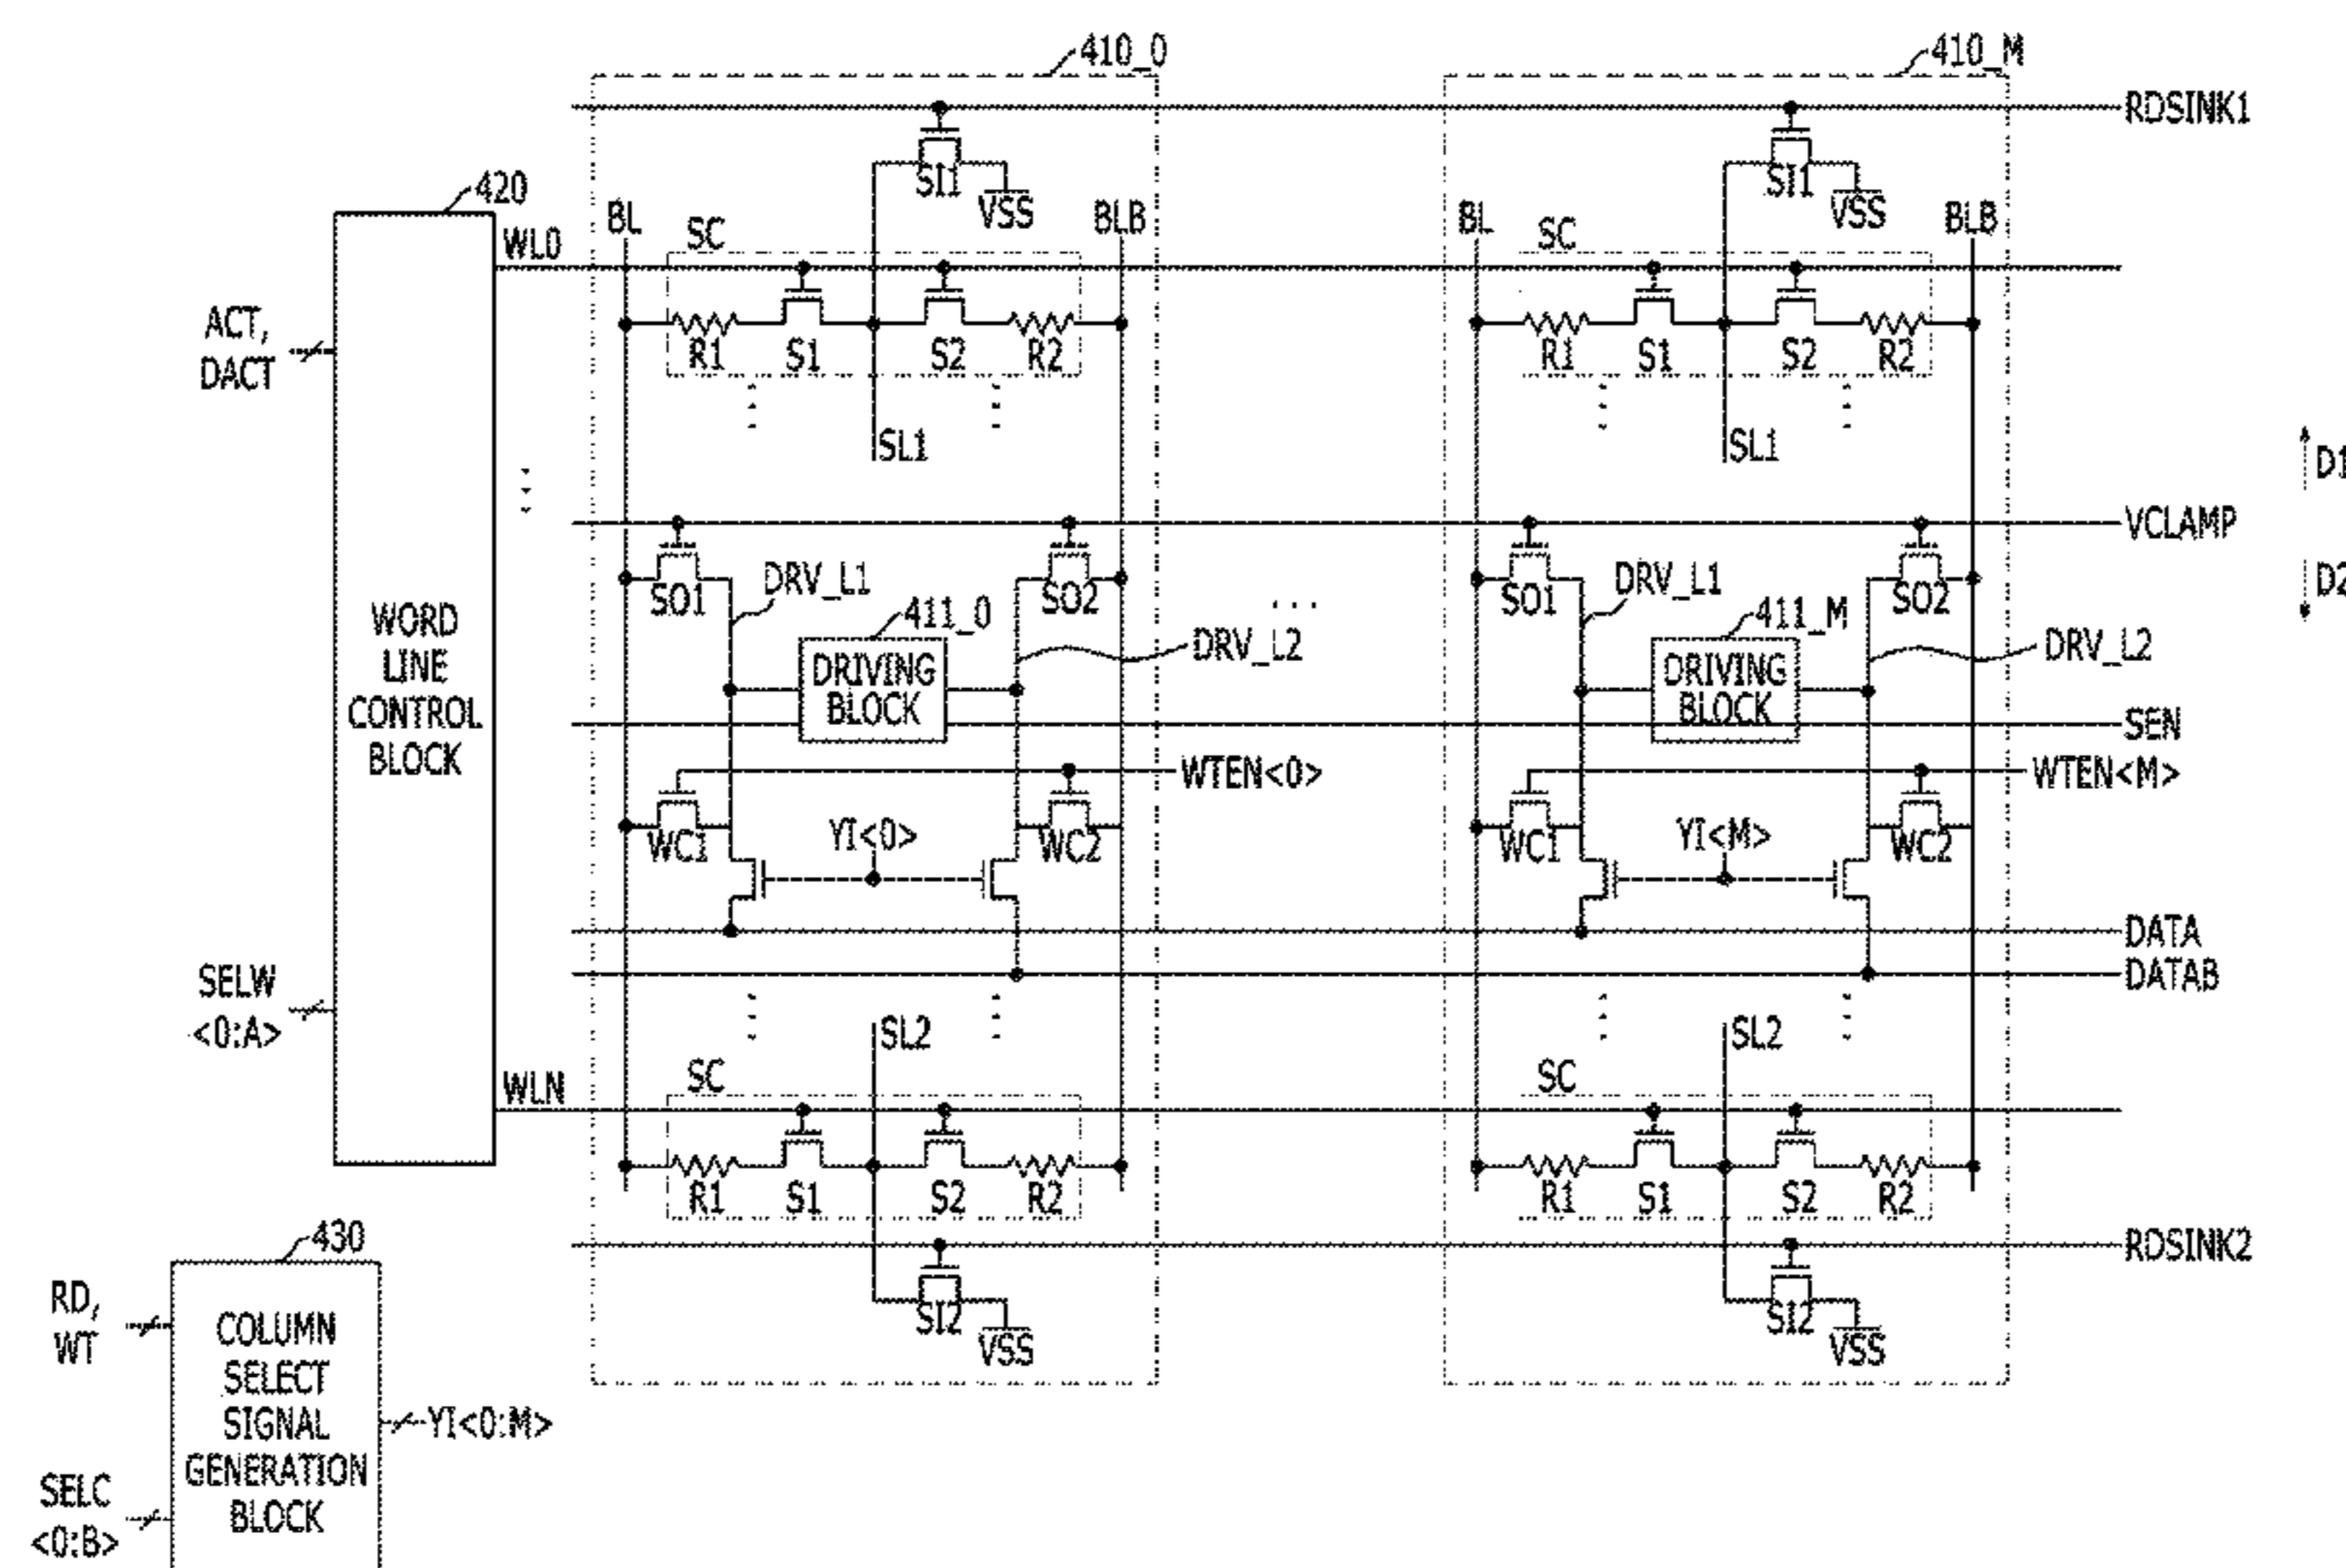 410_0
410_M
RDSINK1
SI1
SI1
VSS
VSS
420
BL
SC
BLB
BL
SC
BLB
WL0
ACT,
DACT
R1
S1
S2
R2
R1
S1
S2
R2
SL1
SL1
D1
VCLAMP
SO1
DRV_L1
SO2
SO1
DRV_L1
SO2
D2
411_0
411_M
WORD
LINE
CONTROL
BLOCK
DRIVING
BLOCK
DRV_L2
DRIVING
BLOCK
DRV_L2
SEN
WTEN<0>
WTEN<M>
WC1
YI<0>
WC2
WC1
YI<M>
WC2
DATA
DATAB
SELW
<0:A>
SL2
SL2
WLN
SC
SC
R1
S1
S2
R2
R1
S1
S2
R2
RDSINK2
SI2
SI2
VSS
VSS
430
RD,
WT
COLUMN
SELECT
SIGNAL
GENERATION
BLOCK
YI<0:M>
SELC
<0:B>